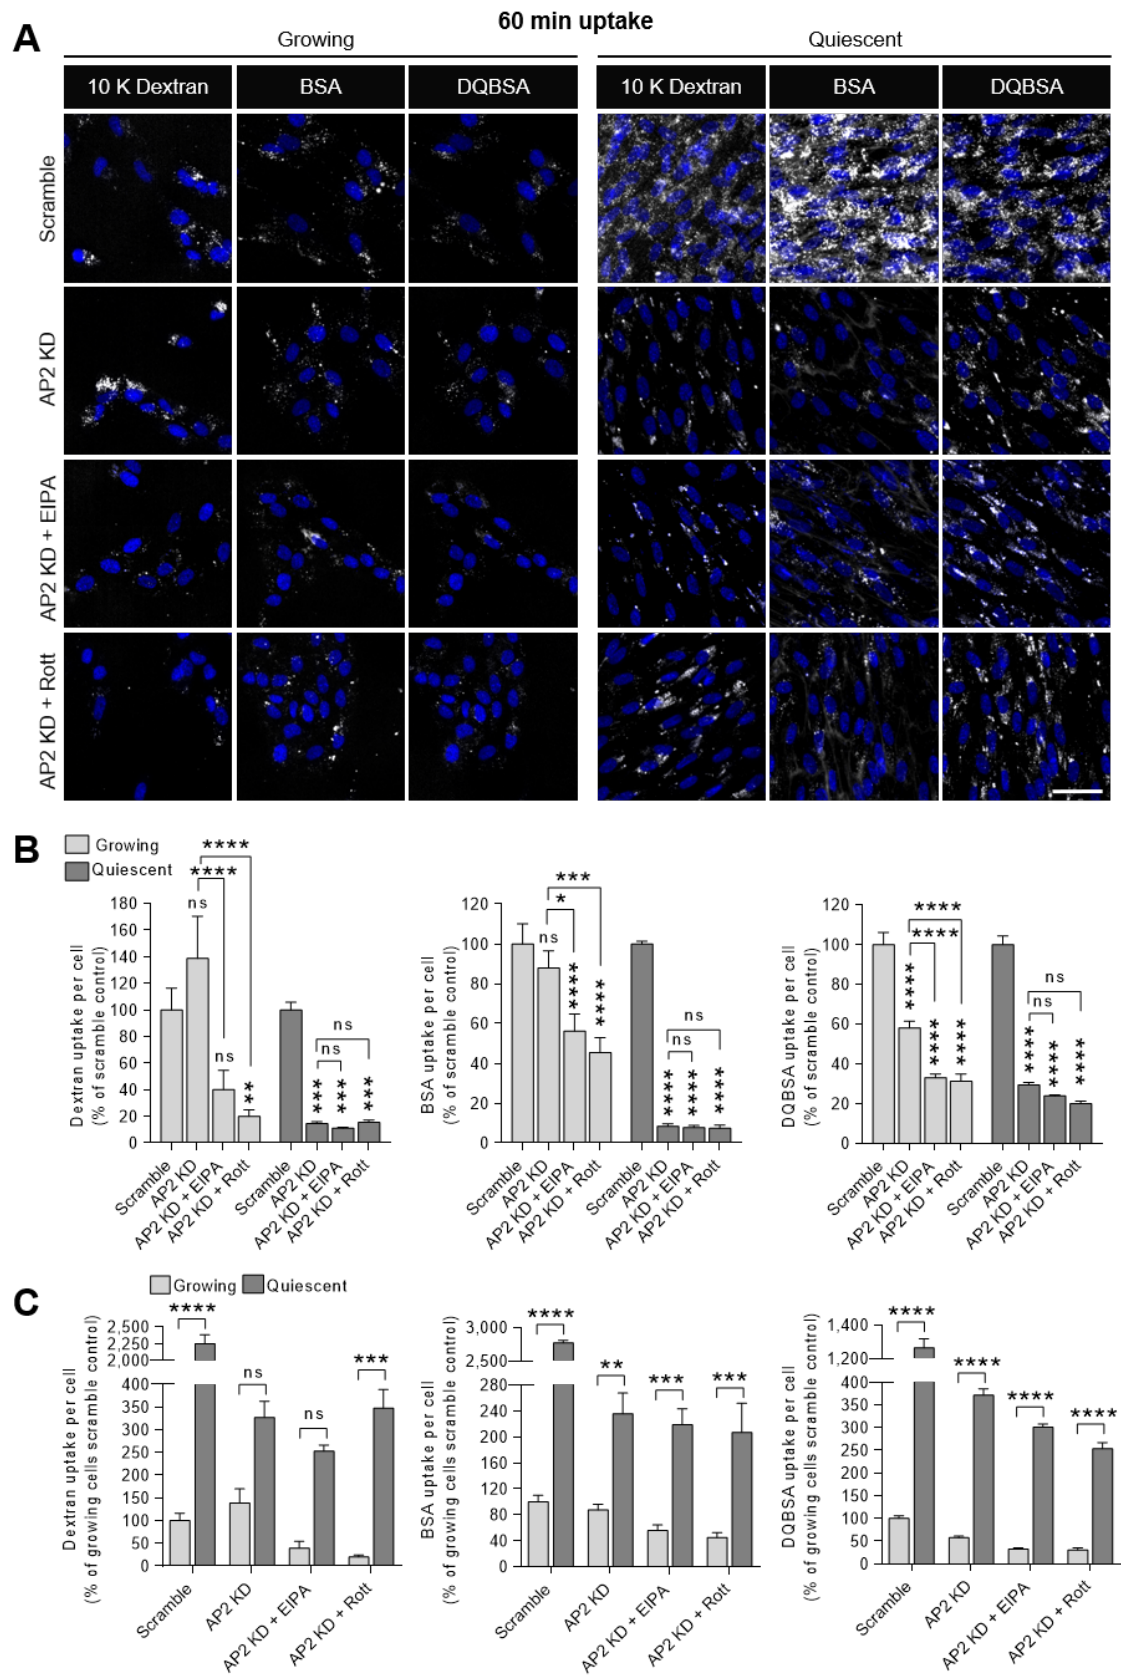 60 min uptake
A
Growing
Quiescent
10 K Dextran
BSA
DQBSA
10 K Dextran
BSA
DQBSA
Scramble
AP2 KD
AP2 KD + EIPA
AP2 KD + Rott
B
Growing
Quiescent
Dextran uptake per cell
(% of scramble control)
180
160
140
120
100
80
60
40
20
0
****
****
ns
ns
**
ns
ns
***
***
***
Scramble
AP2 KD
AP2 KD + EIPA
AP2 KD + Rott
Scramble
AP2 KD
AP2 KD + EIPA
AP2 KD + Rott
BSA uptake per cell
(% of scramble control)
120
100
80
60
40
20
0
***
*
ns
****
****
ns
ns
****
****
****
Scramble
AP2 KD
AP2 KD + EIPA
AP2 KD + Rott
Scramble
AP2 KD
AP2 KD + EIPA
AP2 KD + Rott
DQBSA uptake per cell
(% of scramble control)
120
100
80
60
40
20
0
****
****
****
****
****
ns
ns
****
****
****
Scramble
AP2 KD
AP2 KD + EIPA
AP2 KD + Rott
Scramble
AP2 KD
AP2 KD + EIPA
AP2 KD + Rott
C
Growing
Quiescent
Dextran uptake per cell
(% of growing cells scramble control)
2,500
2,250
2,000
400
350
300
250
200
150
100
50
0
****
ns
ns
***
Scramble
AP2 KD
AP2 KD + EIPA
AP2 KD + Rott
BSA uptake per cell
(% of growing cells scramble control)
3,000
2,500
280
240
200
160
120
80
40
0
****
**
***
***
Scramble
AP2 KD
AP2 KD + EIPA
AP2 KD + Rott
DQBSA uptake per cell
(% of growing cells scramble control)
1,400
1,200
400
350
300
250
200
150
100
50
0
****
****
****
****
Scramble
AP2 KD
AP2 KD + EIPA
AP2 KD + Rott